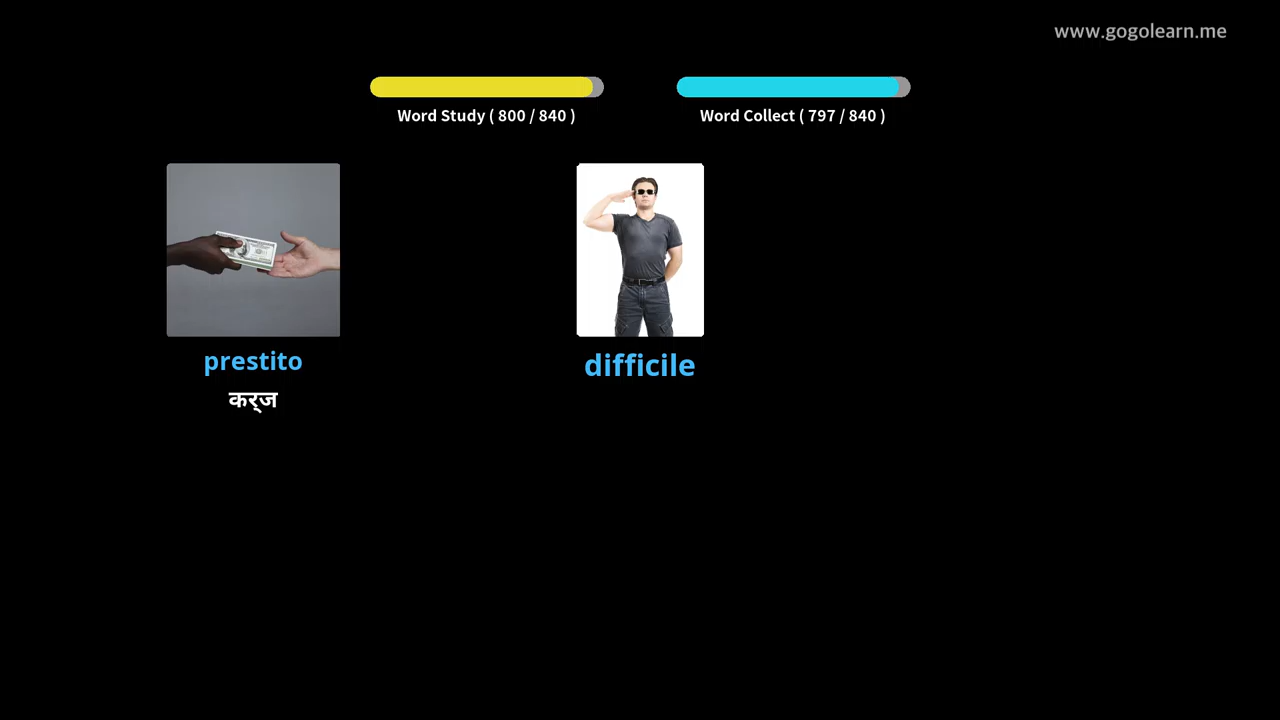 www.gogolearn.me
Word Study ( 800 / 840 )
Word Collect ( 797 / 840 )
prestito
difficile
कर्ज